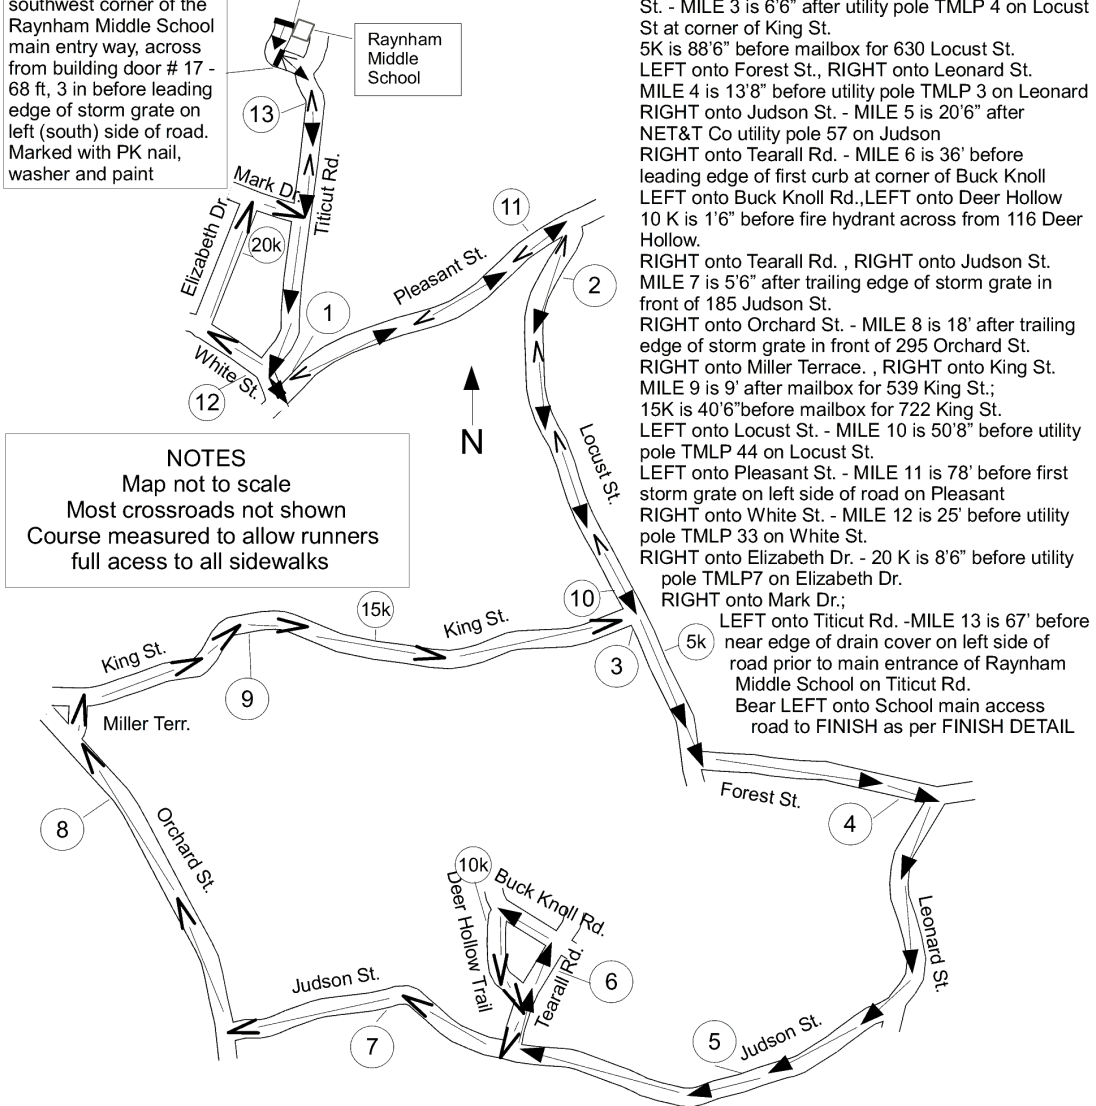 southwest corner of the
Raynham Middle School
main entry way, across
from building door # 17 -
68 ft, 3 in before leading
edge of storm grate on
left (south) side of road.
Marked with PK nail,
washer and paint
Raynham
Middle
School
13
Mark Dr.
Titicut Rd.
Elizabeth Dr.
20k
11
Pleasant St.
2
1
White St.
12
N
Locust St.
NOTES
Map not to scale
Most crossroads not shown
Course measured to allow runners
full acess to all sidewalks
St. - MILE 3 is 6'6" after utility pole TMLP 4 on Locust
St at corner of King St.
5K is 88'6" before mailbox for 630 Locust St.
LEFT onto Forest St., RIGHT onto Leonard St.
MILE 4 is 13'8" before utility pole TMLP 3 on Leonard
RIGHT onto Judson St. - MILE 5 is 20'6" after
NET&T Co utility pole 57 on Judson
RIGHT onto Tearall Rd. - MILE 6 is 36' before
leading edge of first curb at corner of Buck Knoll
LEFT onto Buck Knoll Rd.,LEFT onto Deer Hollow
10 K is 1'6" before fire hydrant across from 116 Deer
Hollow.
RIGHT onto Tearall Rd. , RIGHT onto Judson St.
MILE 7 is 5'6" after trailing edge of storm grate in
front of 185 Judson St.
RIGHT onto Orchard St. - MILE 8 is 18' after trailing
edge of storm grate in front of 295 Orchard St.
RIGHT onto Miller Terrace. , RIGHT onto King St.
MILE 9 is 9' after mailbox for 539 King St.;
15K is 40'6"before mailbox for 722 King St.
LEFT onto Locust St. - MILE 10 is 50'8" before utility
pole TMLP 44 on Locust St.
LEFT onto Pleasant St. - MILE 11 is 78' before first
storm grate on left side of road on Pleasant
RIGHT onto White St. - MILE 12 is 25' before utility
pole TMLP 33 on White St.
RIGHT onto Elizabeth Dr. - 20 K is 8'6" before utility
pole TMLP7 on Elizabeth Dr.
RIGHT onto Mark Dr.;
LEFT onto Titicut Rd. -MILE 13 is 67' before
near edge of drain cover on left side of
road prior to main entrance of Raynham
Middle School on Titicut Rd.
Bear LEFT onto School main access
road to FINISH as per FINISH DETAIL
10
15k
King St.
King St.
5k
3
9
Miller Terr.
8
Orchard St.
Forest St.
4
10k
Buck Knoll Rd.
Deer Hollow Trail
Tearall Rd.
6
Leonard St.
Judson St.
7
5
Judson St.